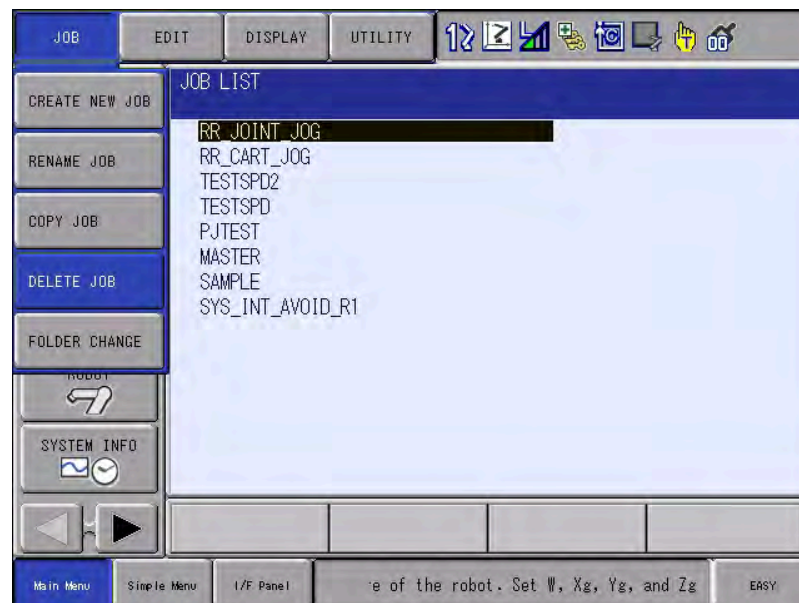 JOB EDIT DISPLAY UTILITY
CREATE NEW JOB
RENAME JOB
COPY JOB
DELETE JOB
FOLDER CHANGE
ROBOT
SYSTEM INFO
JOB LIST
RR_JOINT_JOG
RR_CART_JOG
TESTSPD2
TESTSPD
PJTEST
MASTER
SAMPLE
SYS_INT_AVOID_R1
Main Menu Simple Menu I/F Panel e of the robot. Set W, Xg, Yg, and Zg EASY